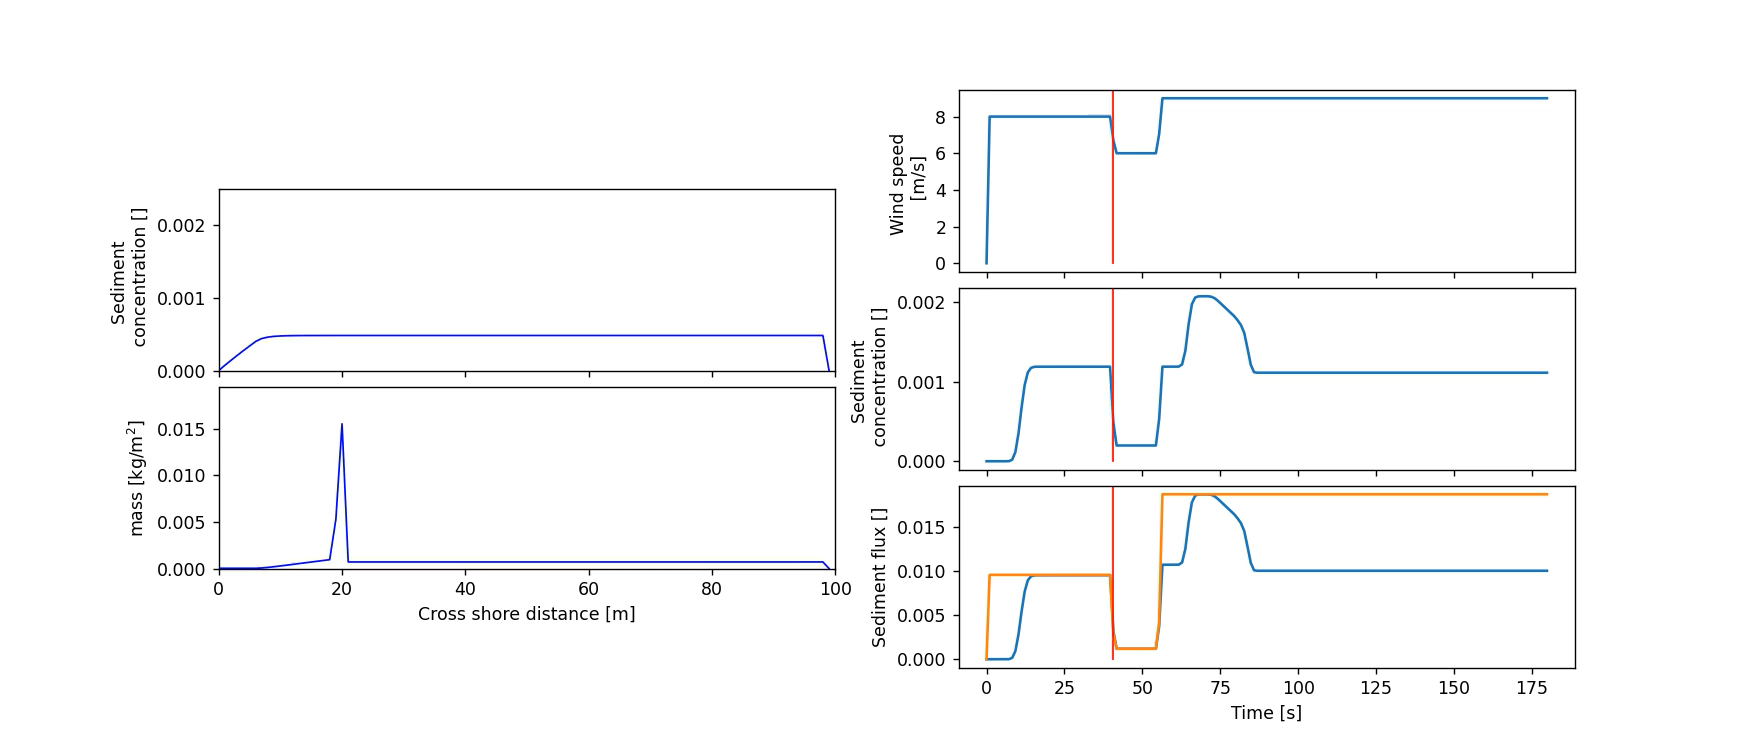 Sediment
concentration []
0.002
0.001
0.000
mass [kg/m²]
0.015
0.010
0.005
0.000
0 20 40 60 80 100
Cross shore distance [m]
Wind speed
[m/s]
8
6
4
2
0
Sediment
concentration []
0.002
0.001
0.000
Sediment flux []
0.015
0.010
0.005
0.000
0 25 50 75 100 125 150 175
Time [s]